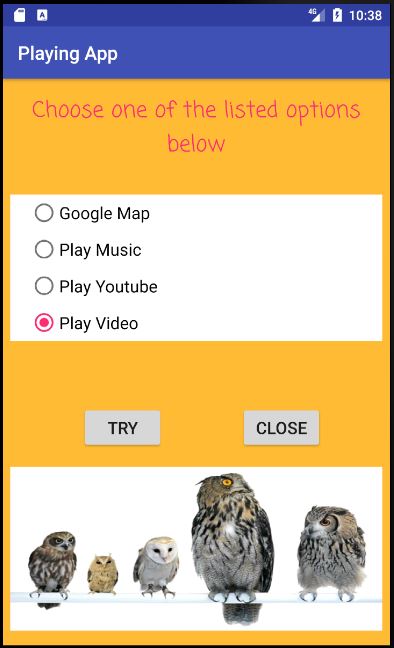 4G 10:38
Playing App
Choose one of the listed options
below
Google Map
Play Music
Play Youtube
Play Video
TRY CLOSE